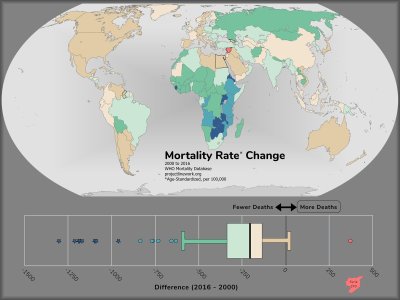 Mortality Rate* Change
2000 to 2016
WHO Mortality Database
projectlinework.org
*Age-Standardized, per 100,000
Fewer Deaths
More Deaths
-1500
-1250
-1000
-750
-500
-250
0
250
500
Difference (2016 - 2000)